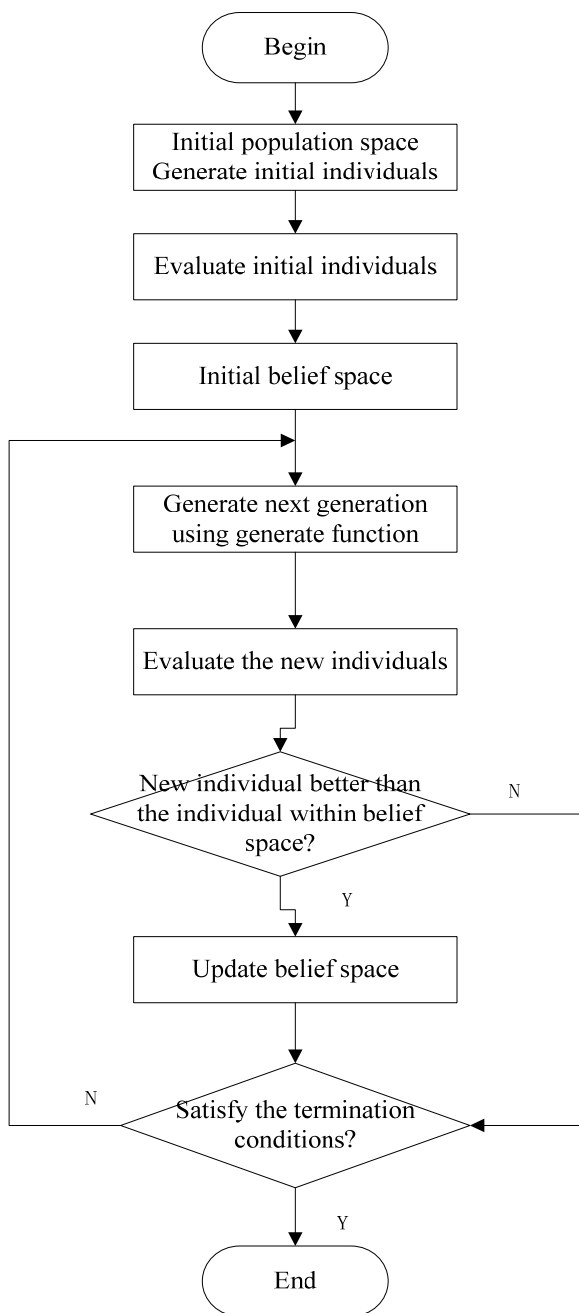 Begin
Initial population space
Generate initial individuals
Evaluate initial individuals
Initial belief space
Generate next generation
using generate function
Evaluate the new individuals
New individual better than
the individual within belief
space?
N
Y
Update belief space
N
Satisfy the termination
conditions?
Y
End